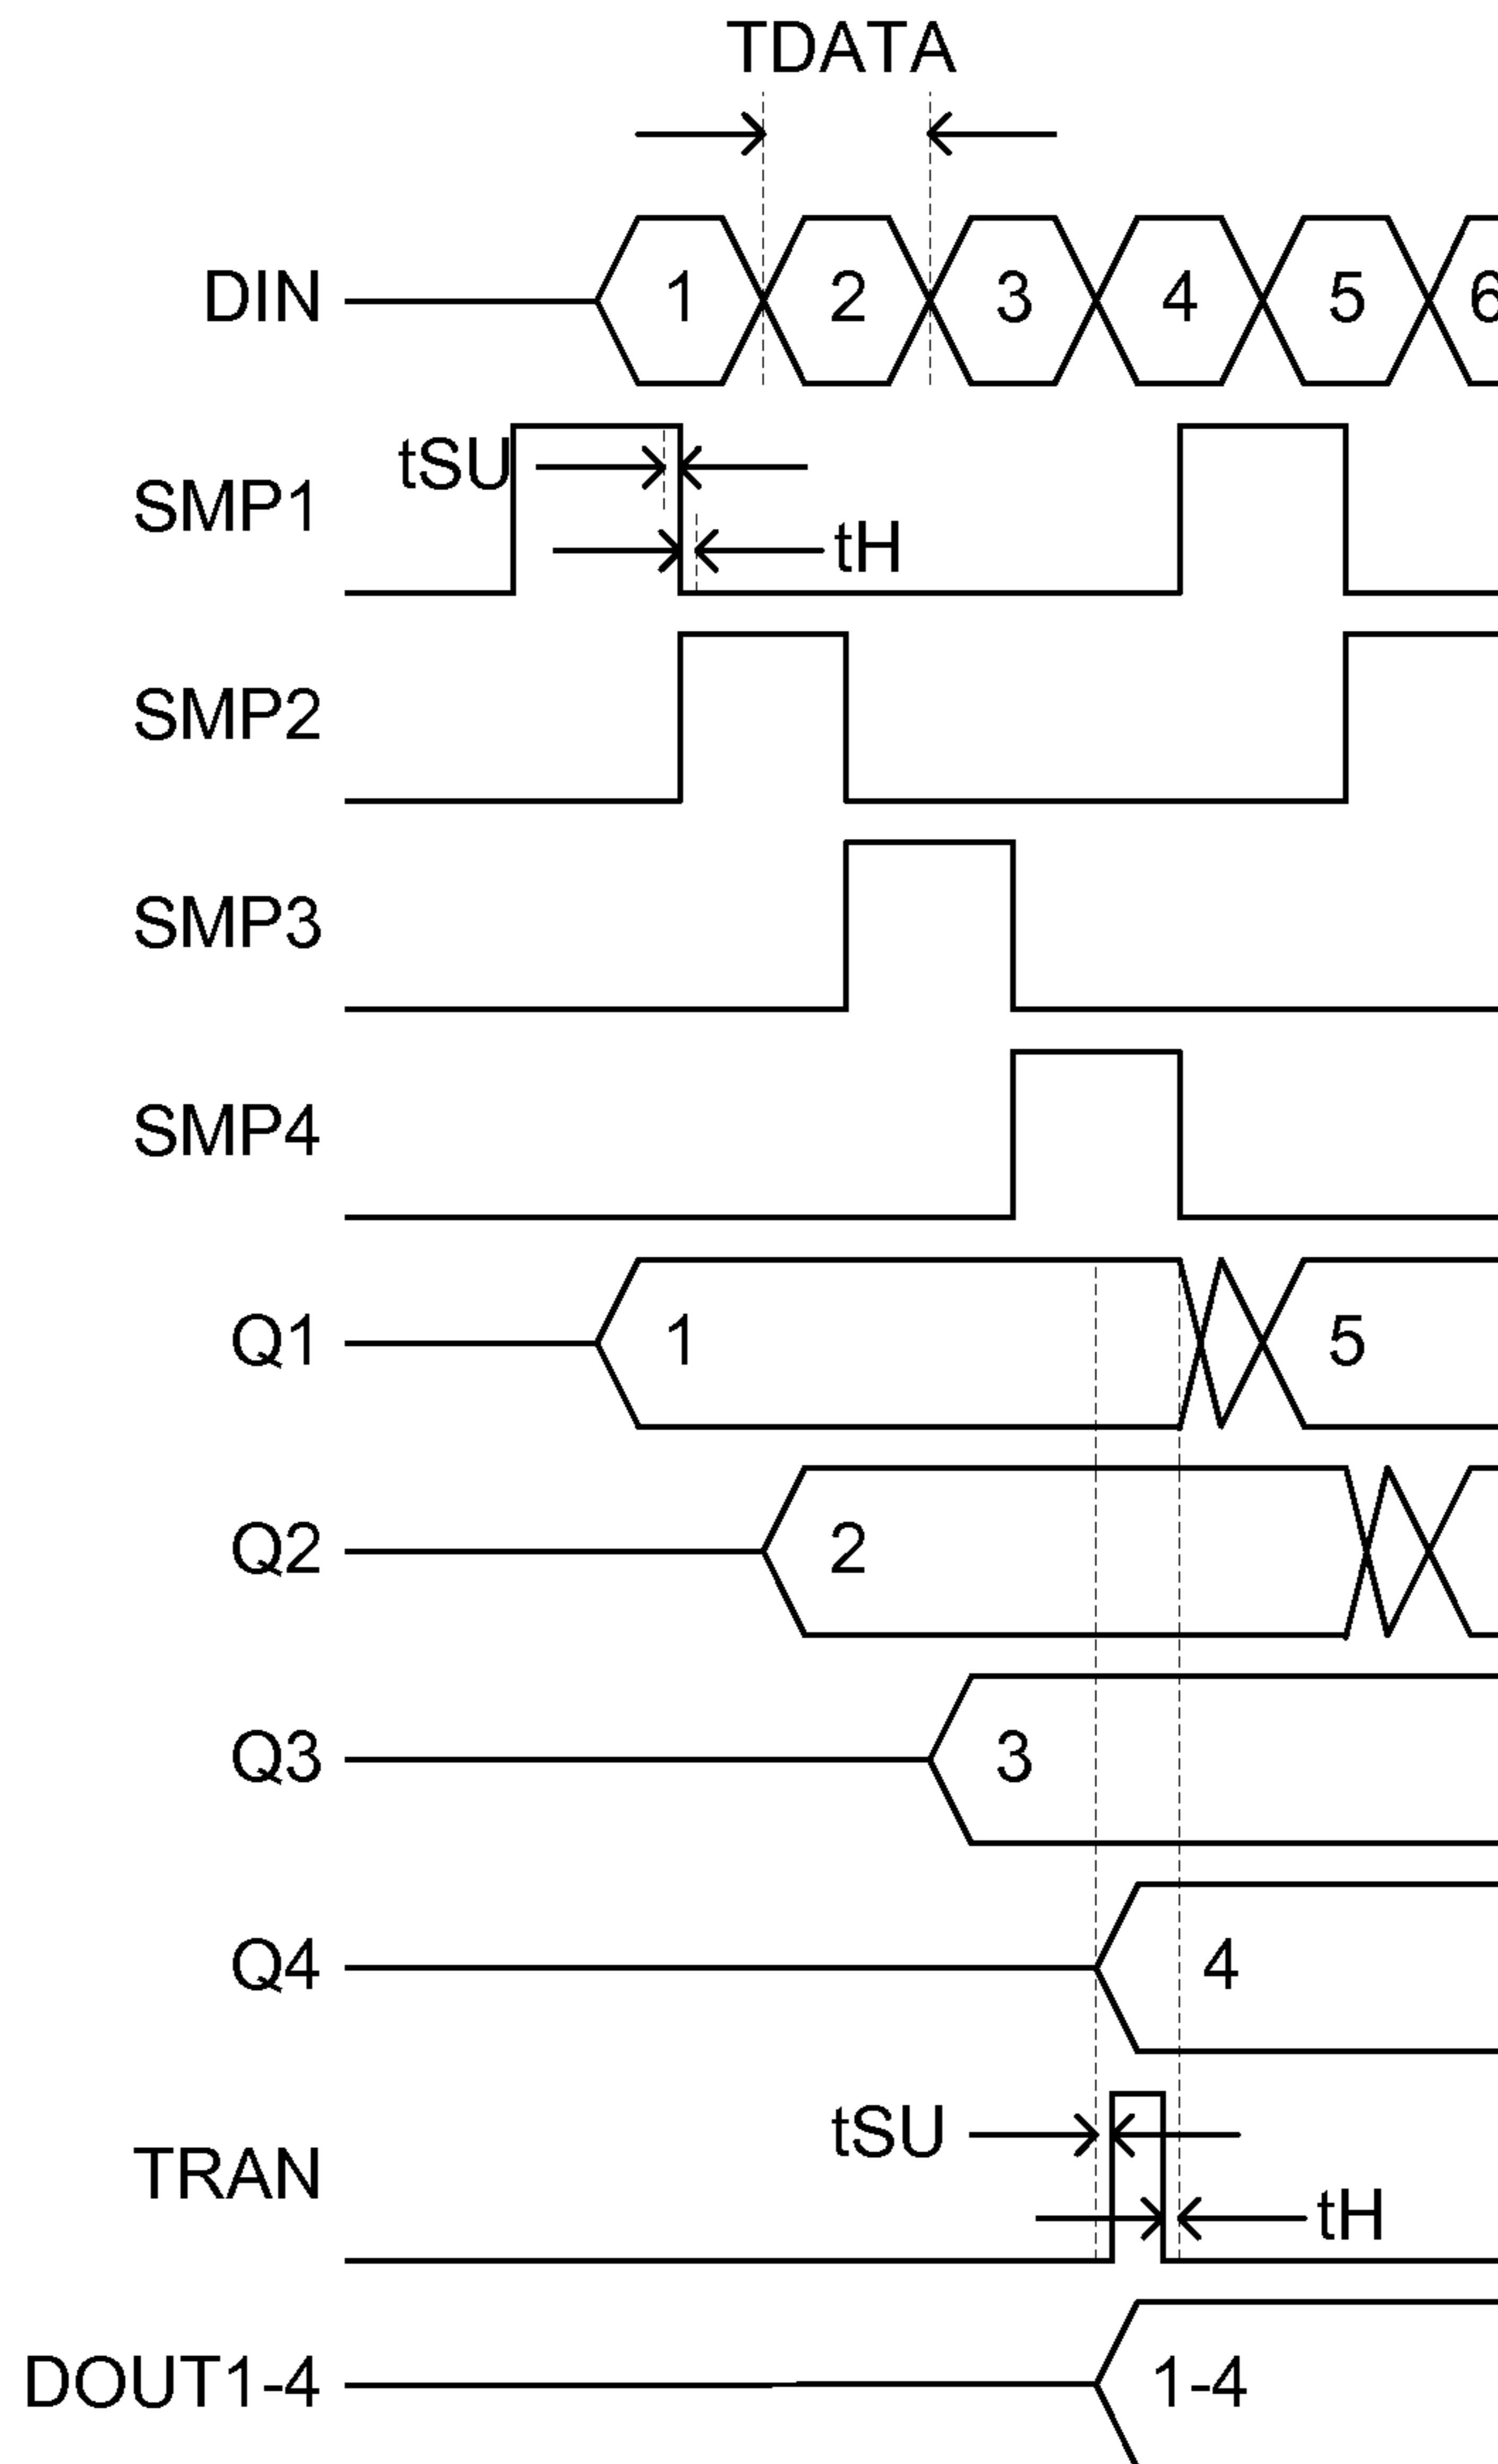 TDATA
DIN 1 2 3 4 5 6
SMP1 tSU
tH
SMP2
SMP3
SMP4
Q1 1 5
Q2 2
Q3 3
Q4 4
tSU
TRAN
tH
DOUT1-4 1-4